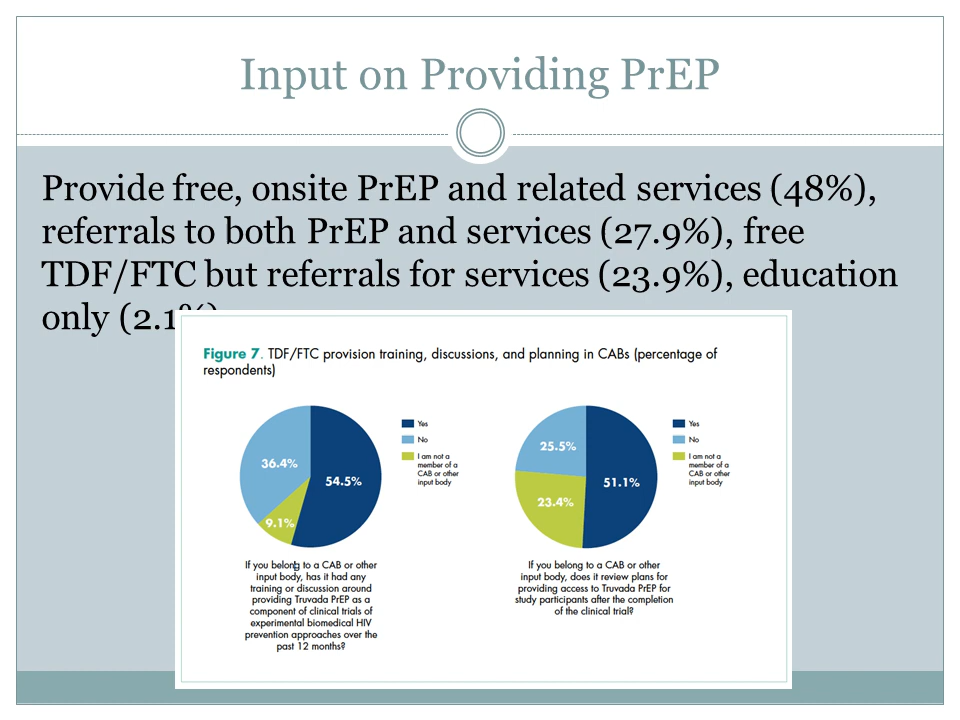 Input on Providing PrEP
Provide free, onsite PrEP and related services (48%),
referrals to both PrEP and services (27.9%), free
TDF/FTC but referrals for services (23.9%), education
only (2.1%)
Figure 7. TDF/FTC provision training, discussions, and planning in CABs (percentage of
respondents)
36.4%
54.5%
9.1%
Yes
No
I am not a
member of a
CAB or other
input body
If you belong to a CAB or other
input body, has it had any
training or discussion around
providing Truvada PrEP as a
component of clinical trials of
experimental biomedical HIV
prevention approaches over the
past 12 months?
25.5%
51.1%
23.4%
Yes
No
I am not a
member of a
CAB or other
input body
If you belong to a CAB or other
input body, does it review plans for
providing access to Truvada PrEP for
study participants after the completion
of the clinical trial?